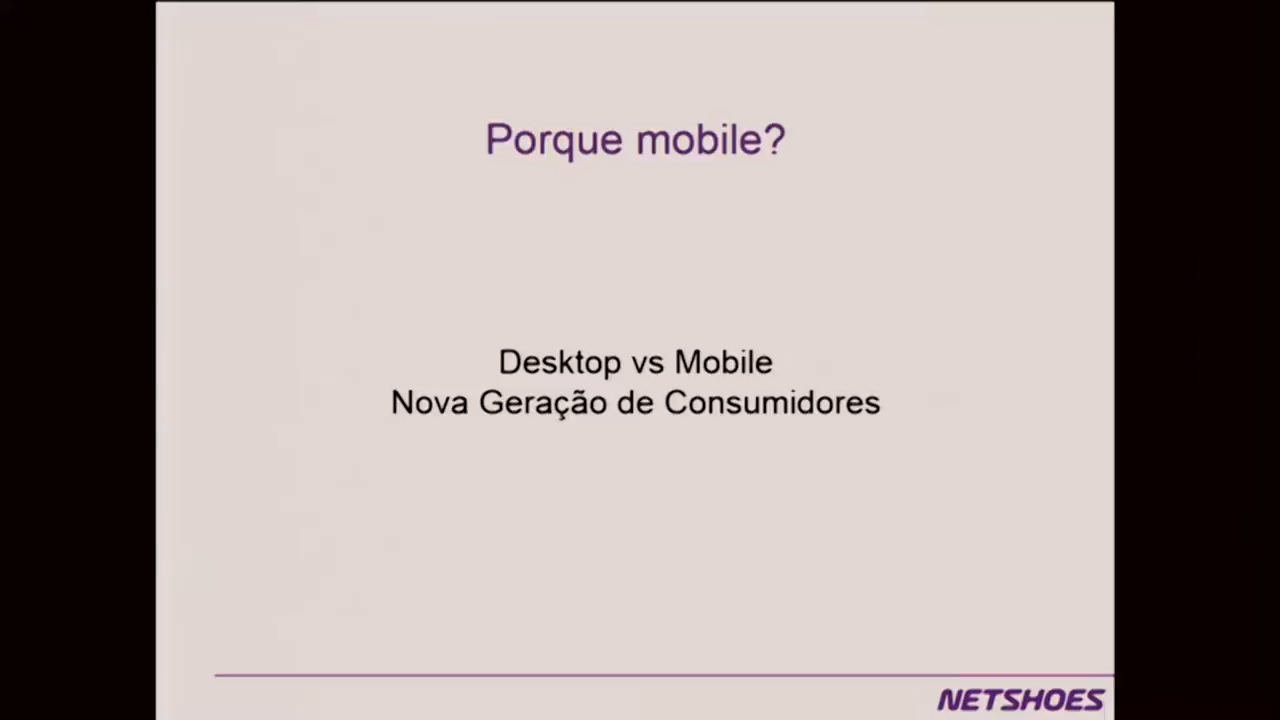 Porque mobile?
Desktop vs Mobile
Nova Geração de Consumidores
NETSHOES